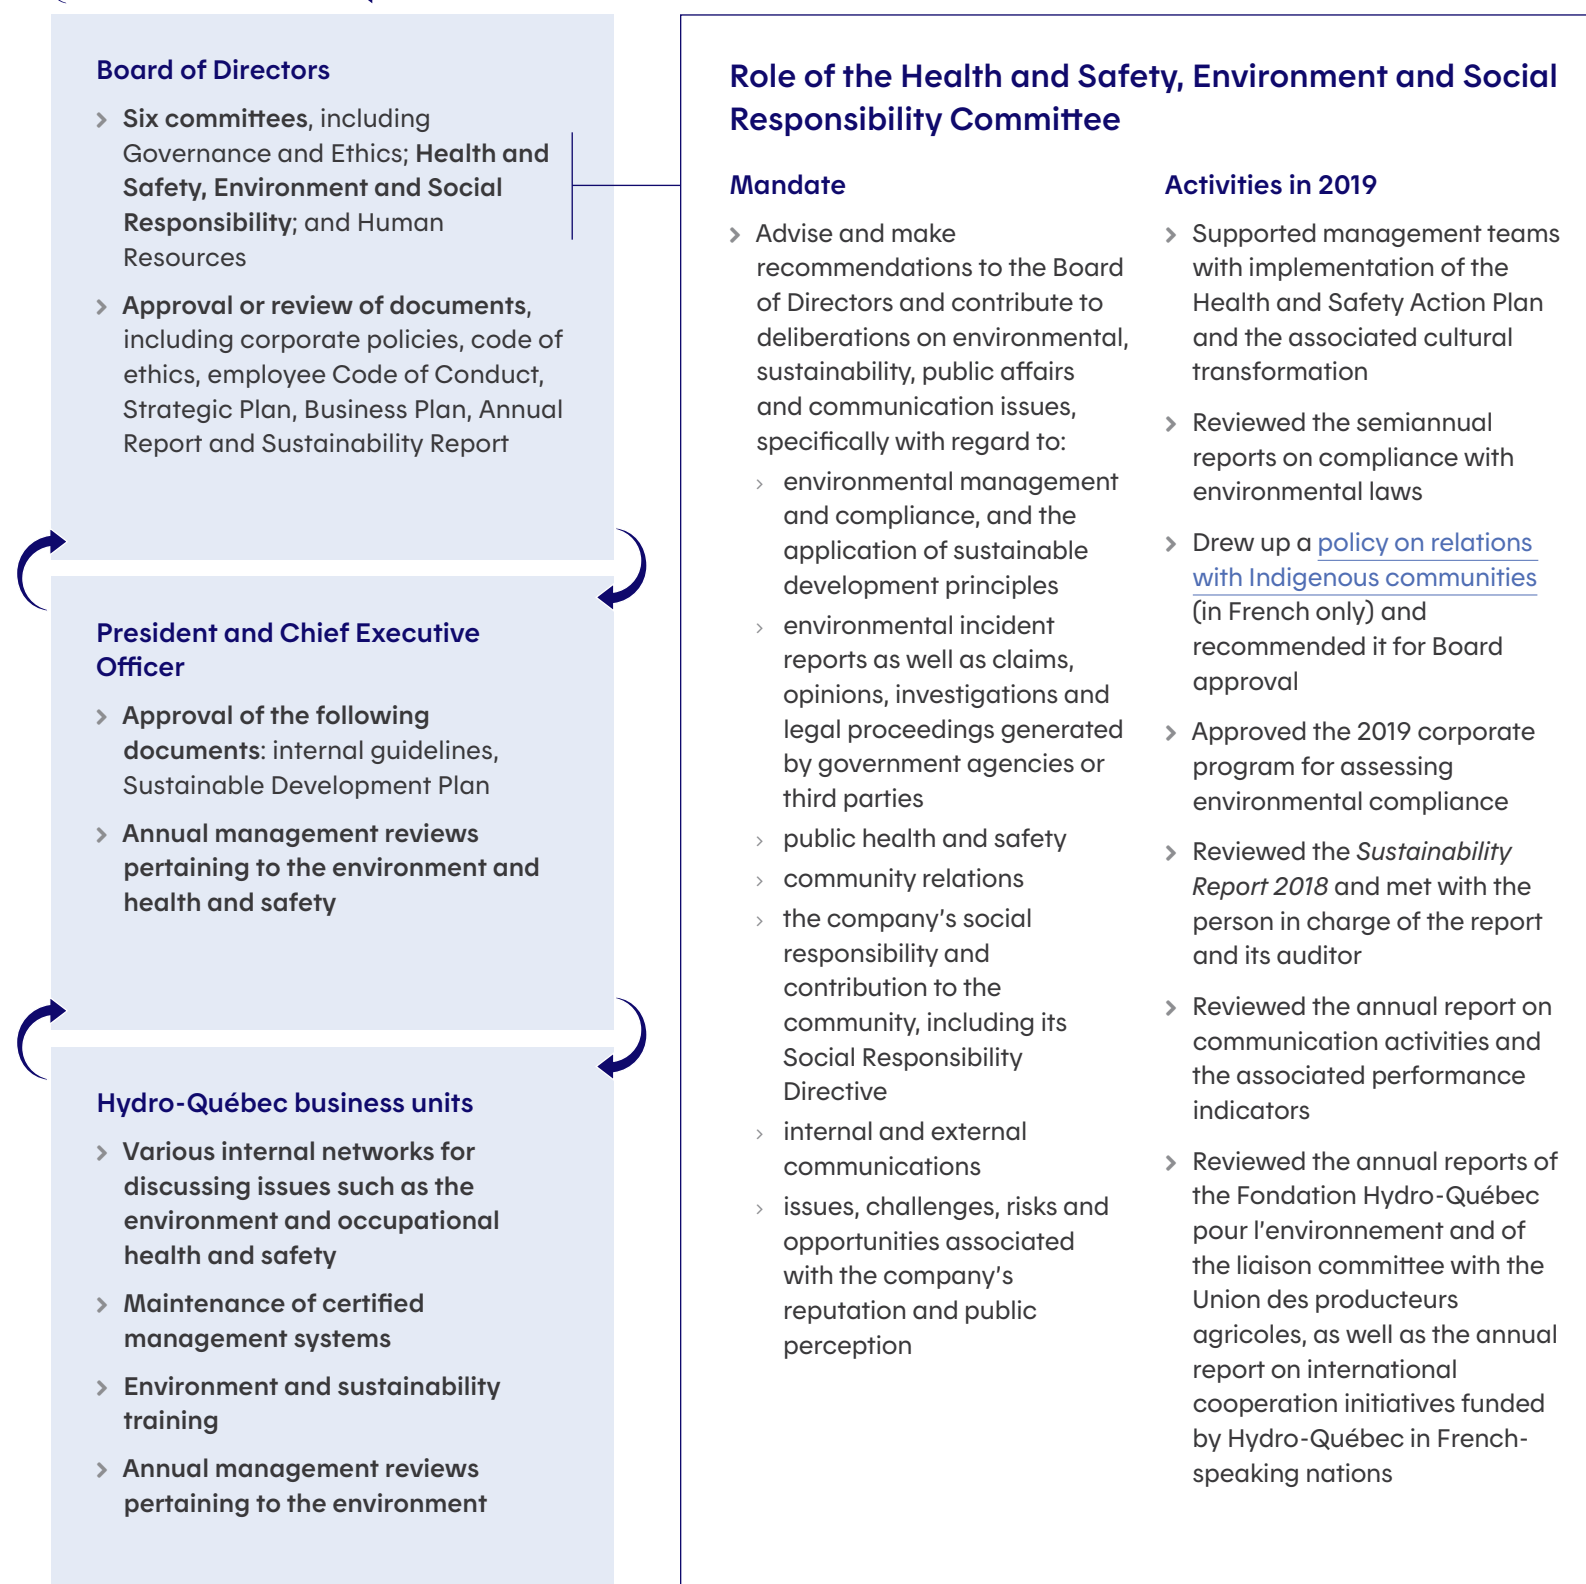 Board of Directors
Six committees, including
Governance and Ethics; Health and
Safety, Environment and Social
Responsibility; and Human
Resources
Approval or review of documents,
including corporate policies, code of
ethics, employee Code of Conduct,
Strategic Plan, Business Plan, Annual
Report and Sustainability Report
President and Chief Executive
Officer
Approval of the following
documents: internal guidelines,
Sustainable Development Plan
Annual management reviews
pertaining to the environment and
health and safety
Hydro-Québec business units
Various internal networks for
discussing issues such as the
environment and occupational
health and safety
Maintenance of certified
management systems
Environment and sustainability
training
Annual management reviews
pertaining to the environment
Role of the Health and Safety, Environment and Social
Responsibility Committee
Mandate
Advise and make
recommendations to the Board
of Directors and contribute to
deliberations on environmental,
sustainability, public affairs
and communication issues,
specifically with regard to:
environmental management
and compliance, and the
application of sustainable
development principles
environmental incident
reports as well as claims,
opinions, investigations and
legal proceedings generated
by government agencies or
third parties
public health and safety
community relations
the company's social
responsibility and
contribution to the
community, including its
Social Responsibility
Directive
internal and external
communications
issues, challenges, risks and
opportunities associated
with the company's
reputation and public
perception
Activities in 2019
Supported management teams
with implementation of the
Health and Safety Action Plan
and the associated cultural
transformation
Reviewed the semiannual
reports on compliance with
environmental laws
Drew up a policy on relations
with Indigenous communities
(in French only) and
recommended it for Board
approval
Approved the 2019 corporate
program for assessing
environmental compliance
Reviewed the Sustainability
Report 2018 and met with the
person in charge of the report
and its auditor
Reviewed the annual report on
communication activities and
the associated performance
indicators
Reviewed the annual reports of
the Fondation Hydro-Québec
pour l'environnement and of
the liaison committee with the
Union des producteurs
agricoles, as well as the annual
report on international
cooperation initiatives funded
by Hydro-Québec in French-
speaking nations